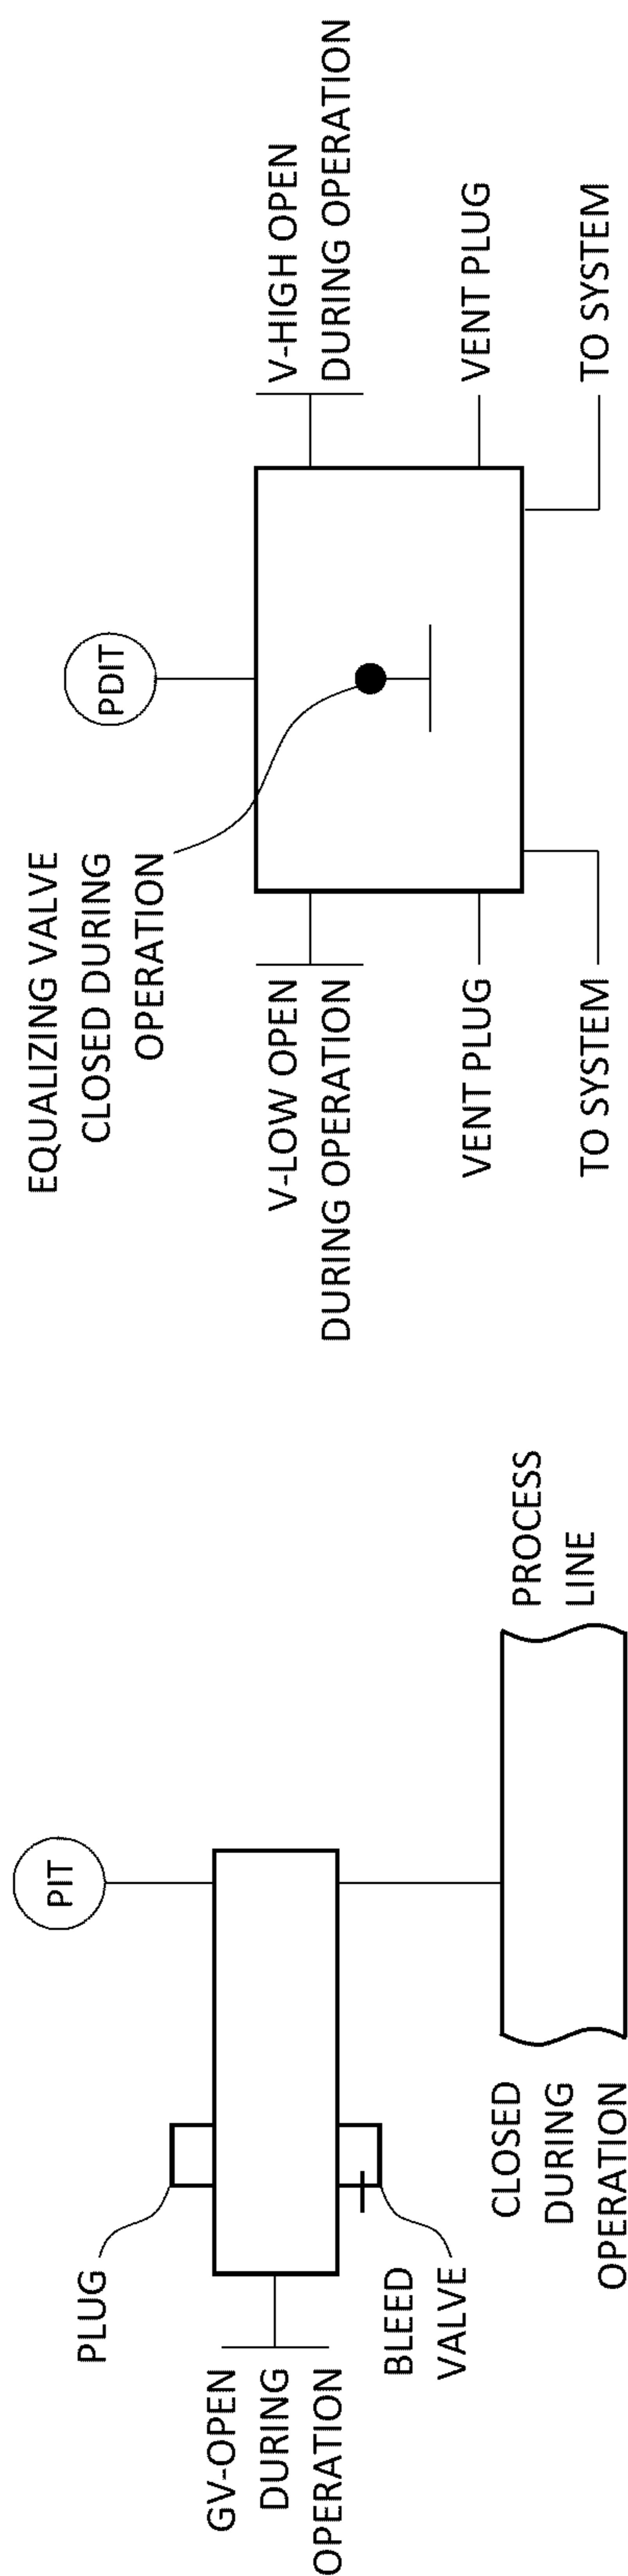 PIT
PLUG
GV-OPEN
DURING
OPERATION
BLEED
VALVE
CLOSED
DURING
OPERATION
PROCESS
LINE
PDIT
EQUALIZING VALVE
CLOSED DURING
OPERATION
V-LOW OPEN
DURING OPERATION
VENT PLUG
TO SYSTEM
V-HIGH OPEN
DURING OPERATION
VENT PLUG
TO SYSTEM